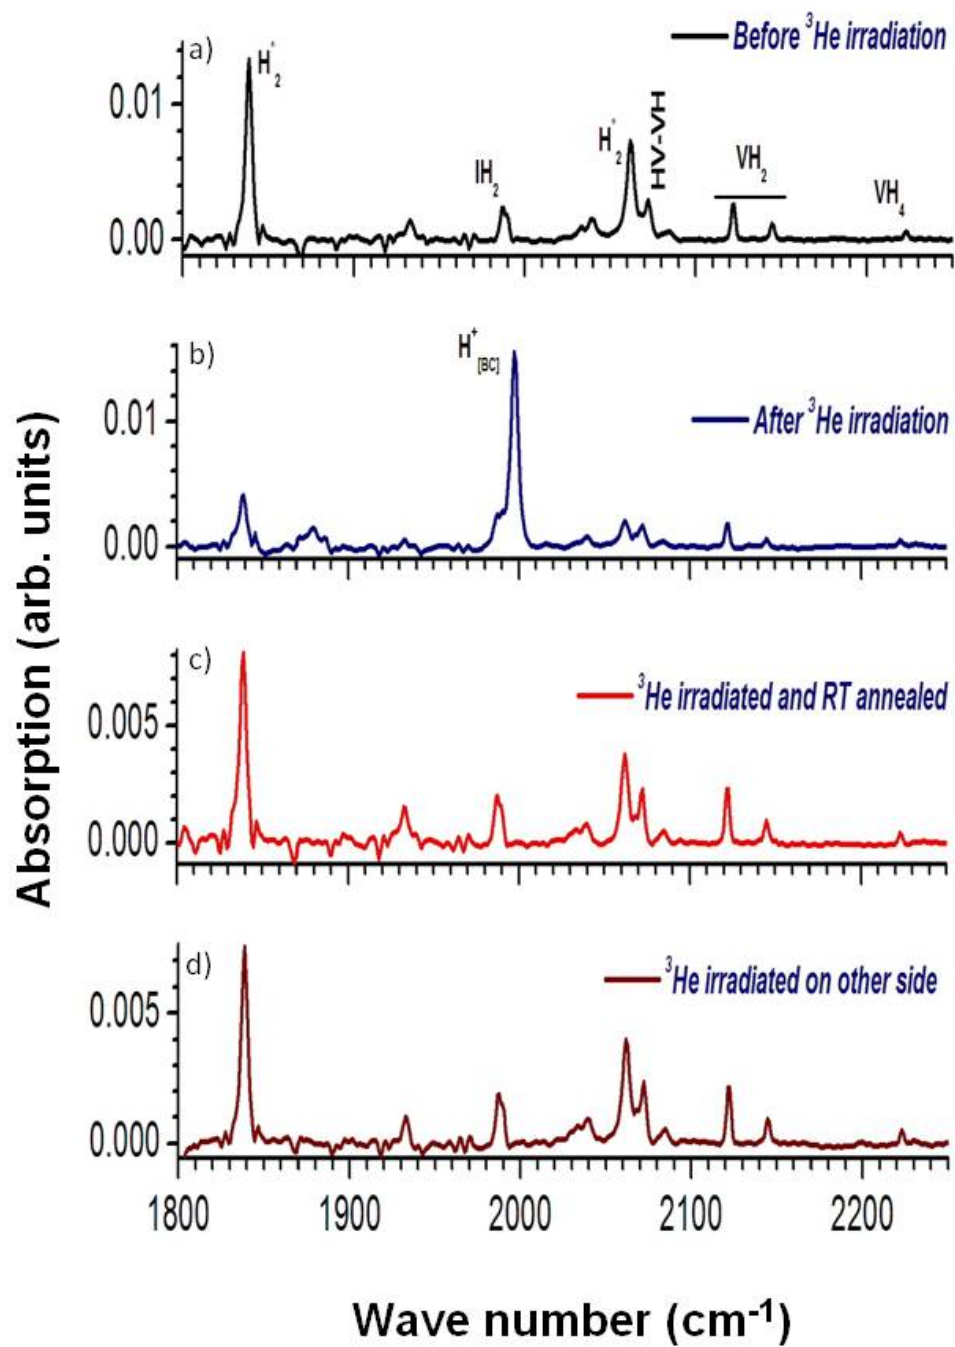 a)
Before ³He irradiation
H*₂
IH₂
H*₂
HV-VH
VH₂
VH₄
0.01
0.00
b)
H⁺[BC]
After ³He irradiation
0.01
0.00
c)
³He irradiated and RT annealed
0.005
0.000
d)
³He irradiated on other side
0.005
0.000
1800 1900 2000 2100 2200
Absorption (arb. units)
Wave number (cm⁻¹)